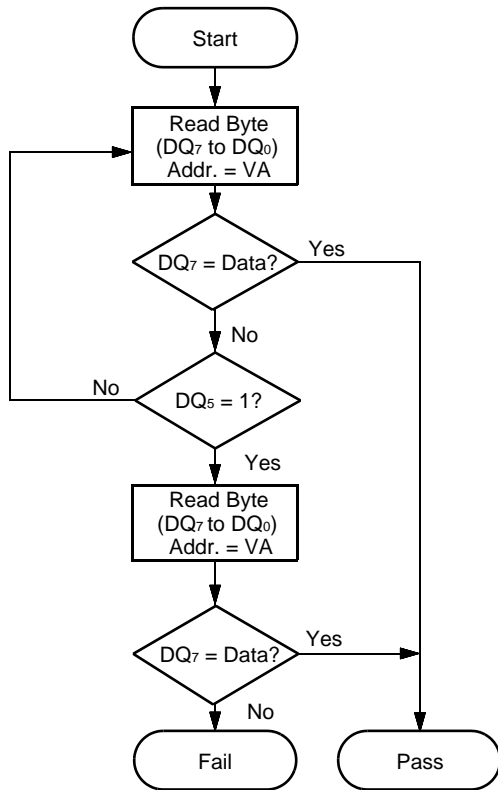 Start
Read Byte
(DQ7 to DQ0)
Addr. = VA
DQ7 = Data?
Yes
No
No
DQ5 = 1?
Yes
Read Byte
(DQ7 to DQ0)
Addr. = VA
DQ7 = Data?
Yes
No
Fail
Pass